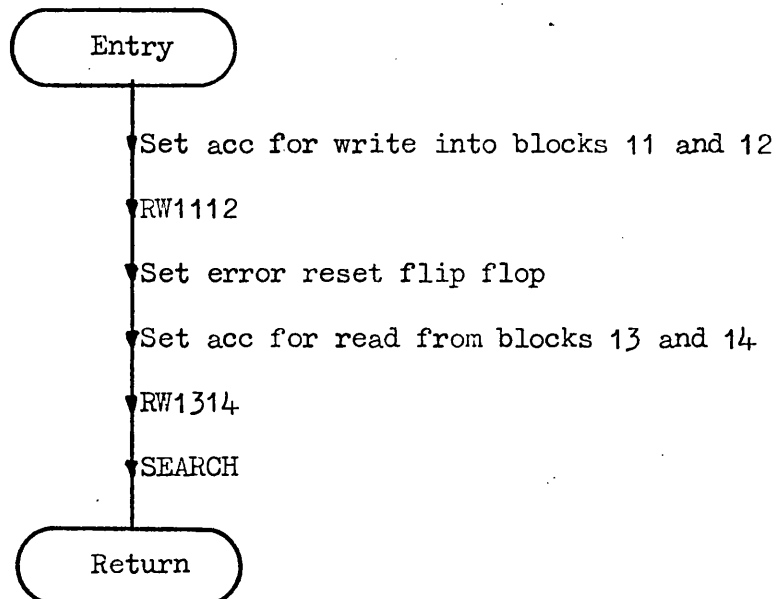 Entry
Set acc for write into blocks 11 and 12
RW1112
Set error reset flip flop
Set acc for read from blocks 13 and 14
RW1314
SEARCH
Return